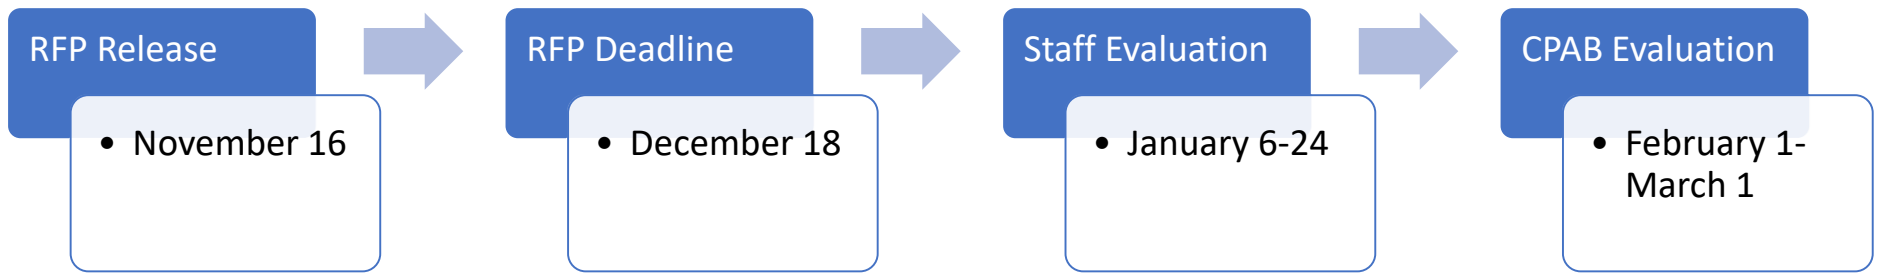 RFP Release
• November 16
RFP Deadline
• December 18
Staff Evaluation
• January 6-24
CPAB Evaluation
• February 1-
March 1